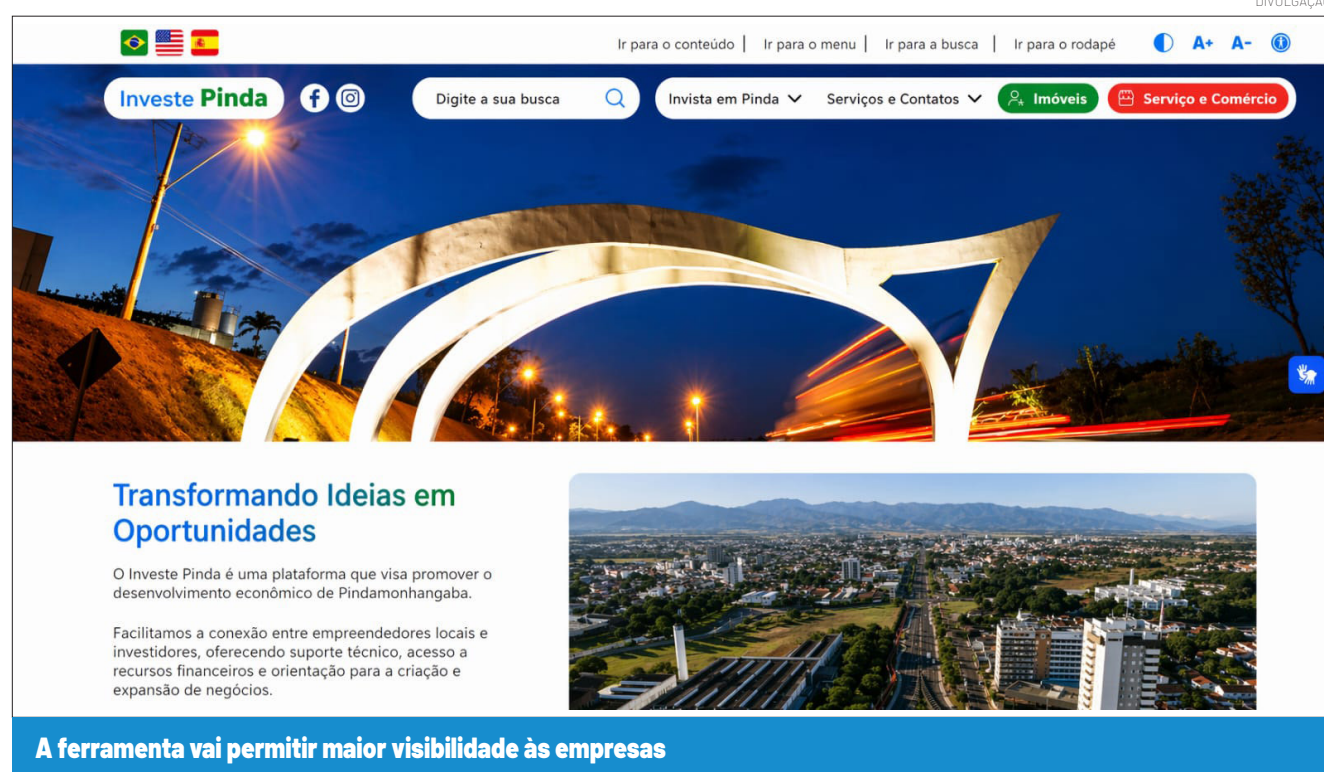 DIVULGAÇÃO
Ir para o conteúdo | Ir para o menu | Ir para a busca | Ir para o rodapé A+ A-
Investe Pinda
Digite a sua busca
Invista em Pinda Serviços e Contatos Imóveis Serviço e Comércio
Transformando Ideias em
Oportunidades
O Investe Pinda é uma plataforma que visa promover o
desenvolvimento econômico de Pindamonhangaba.
Facilitamos a conexão entre empreendedores locais e
investidores, oferecendo suporte técnico, acesso a
recursos financeiros e orientação para a criação e
expansão de negócios.
A ferramenta vai permitir maior visibilidade às empresas